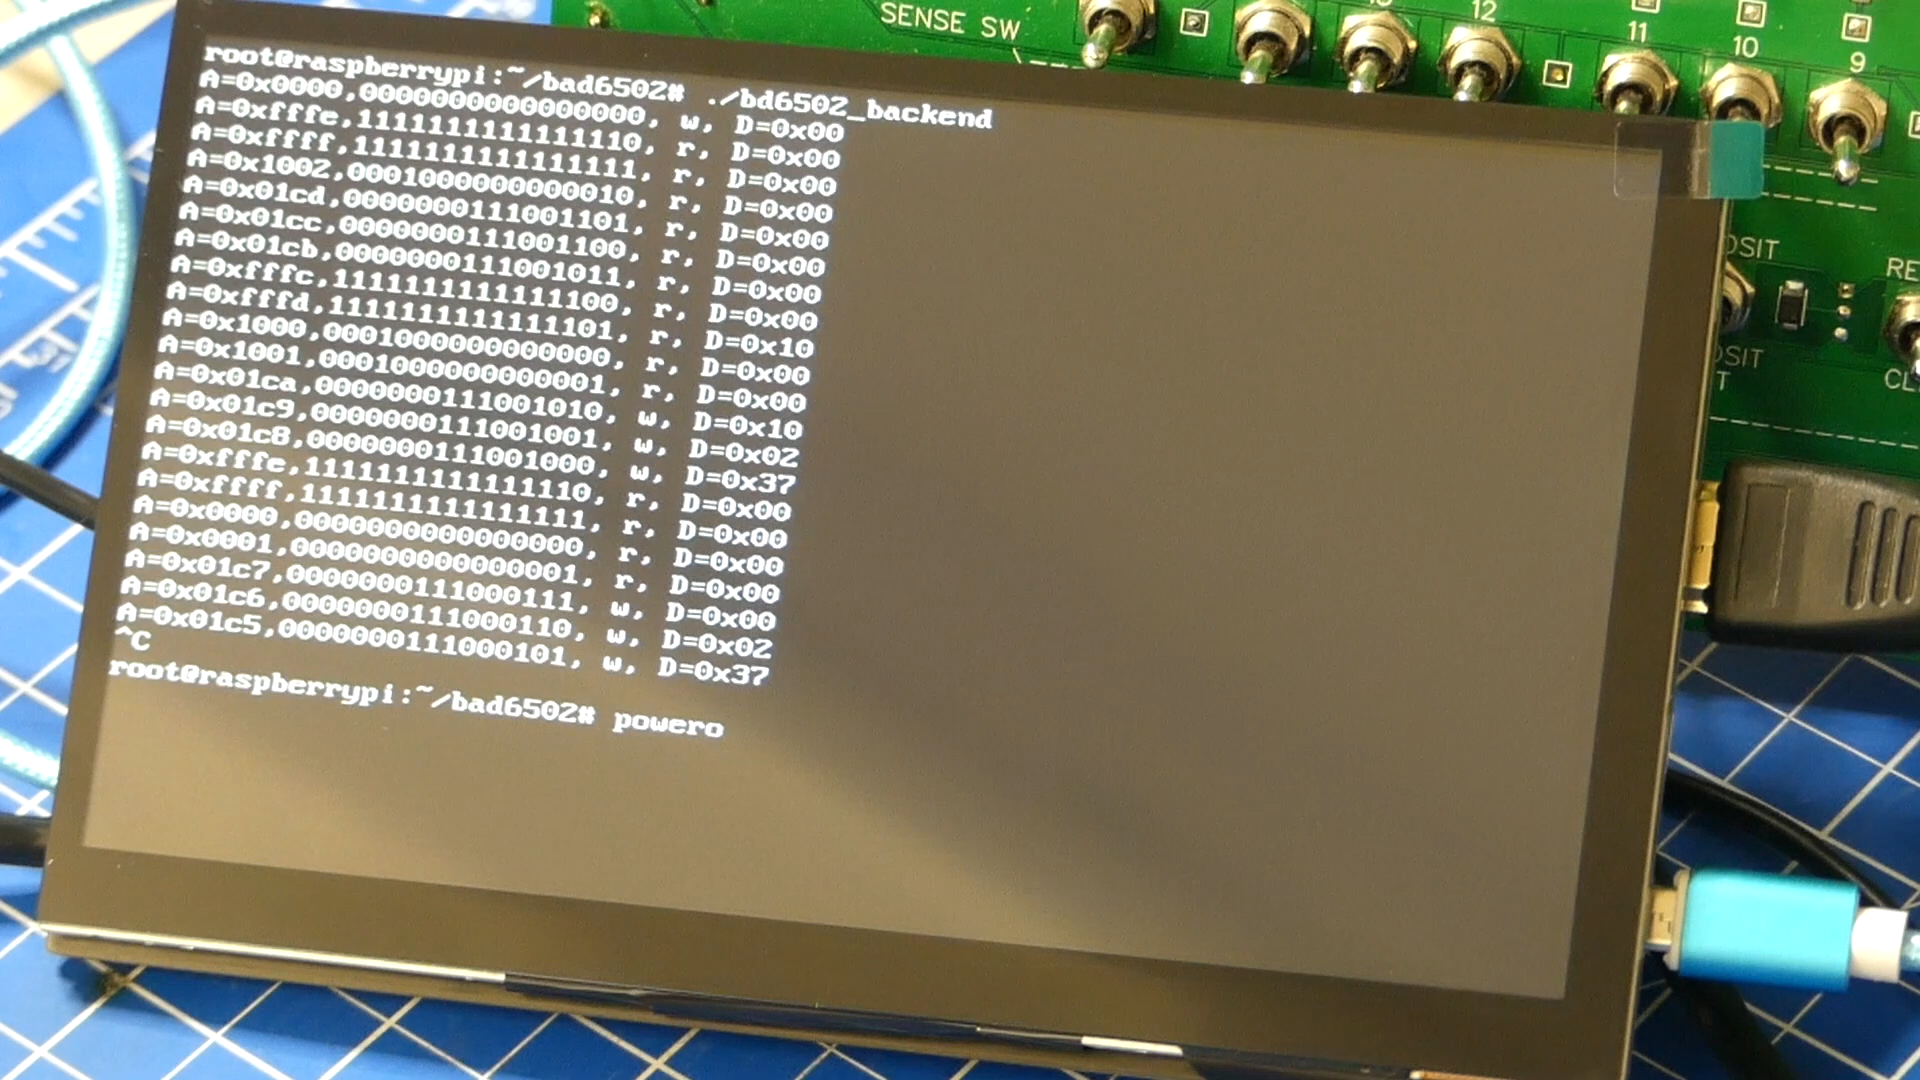 SENSE SW
12
11
10
9
root@raspberrypi:~/bad6502# ./bd6502_backend
A=0x0000,0000000000000000, w, D=0x00
A=0xfffe,1111111111111110, r, D=0x00
A=0xffff,1111111111111111, r, D=0x00
A=0x1002,0001000000000010, r, D=0x00
A=0x01cd,0000000111001101, r, D=0x00
A=0x01cc,0000000111001100, r, D=0x00
A=0x01cb,0000000111001011, r, D=0x00
A=0xfffc,1111111111111100, r, D=0x00
A=0xfffd,1111111111111101, r, D=0x10
A=0x1000,0001000000000000, r, D=0x00
A=0x1001,0001000000000001, r, D=0x00
A=0x01ca,0000000111001010, w, D=0x10
A=0x01c9,0000000111001001, w, D=0x02
A=0x01c8,0000000111001000, w, D=0x37
A=0xfffe,1111111111111110, r, D=0x00
A=0xffff,1111111111111111, r, D=0x00
A=0x0000,0000000000000000, r, D=0x00
A=0x0001,0000000000000001, r, D=0x00
A=0x01c7,0000000111000111, w, D=0x00
A=0x01c6,0000000111000110, w, D=0x02
A=0x01c5,0000000111000101, w, D=0x37
^C
root@raspberrypi:~/bad6502# powero